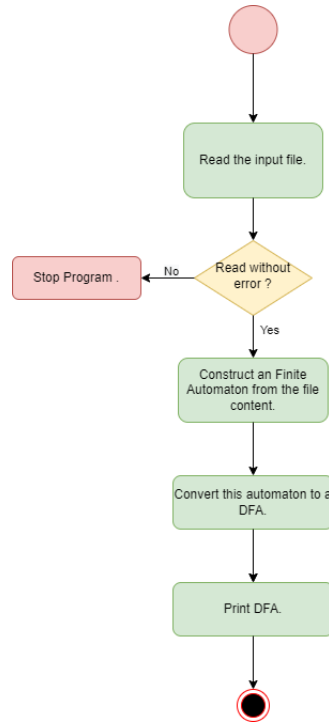 Read the input file.
Read without
error ?
No
Stop Program .
Yes
Construct an Finite
Automaton from the file
content.
Convert this automaton to a
DFA.
Print DFA.